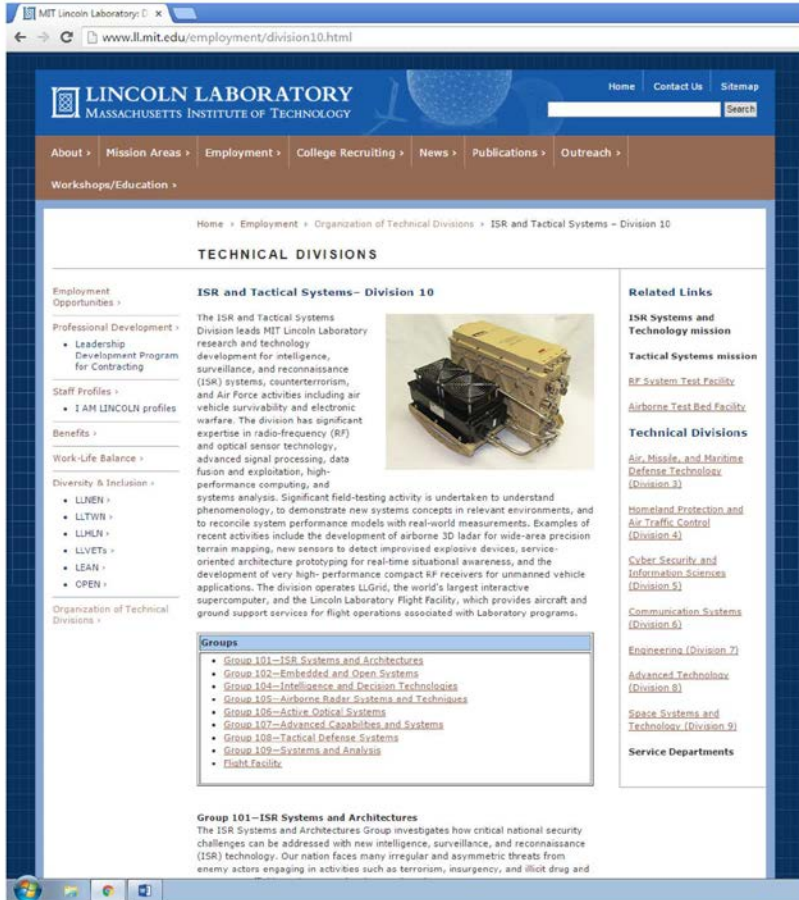 MIT Lincoln Laboratory: D
www.ll.mit.edu/employment/division10.html
LINCOLN LABORATORY
MASSACHUSETTS INSTITUTE OF TECHNOLOGY
Home Contact Us Sitemap
Search
About › Mission Areas › Employment › College Recruiting › News › Publications › Outreach ›
Workshops/Education ›
Home › Employment › Organization of Technical Divisions › ISR and Tactical Systems – Division 10
TECHNICAL DIVISIONS
Employment
Opportunities ›
Professional Development ›
• Leadership
Development Program
for Contracting
Staff Profiles ›
• I AM LINCOLN profiles
Benefits ›
Work-Life Balance ›
Diversity & Inclusion ›
• LLNEN ›
• LLTWN ›
• LLHLN ›
• LLVETs ›
• LEAN ›
• OPEN ›
Organization of Technical
Divisions ›
ISR and Tactical Systems– Division 10
The ISR and Tactical Systems
Division leads MIT Lincoln Laboratory
research and technology
development for intelligence,
surveillance, and reconnaissance
(ISR) systems, counterterrorism,
and Air Force activities including air
vehicle survivability and electronic
warfare. The division has significant
expertise in radio-frequency (RF)
and optical sensor technology,
advanced signal processing, data
fusion and exploitation, high-
performance computing, and
systems analysis. Significant field-testing activity is undertaken to understand
phenomenology, to demonstrate new systems concepts in relevant environments, and
to reconcile system performance models with real-world measurements. Examples of
recent activities include the development of airborne 3D ladar for wide-area precision
terrain mapping, new sensors to detect improvised explosive devices, service-
oriented architecture prototyping for real-time situational awareness, and the
development of very high- performance compact RF receivers for unmanned vehicle
applications. The division operates LLGrid, the world's largest interactive
supercomputer, and the Lincoln Laboratory Flight Facility, which provides aircraft and
ground support services for flight operations associated with Laboratory programs.
Groups
• Group 101—ISR Systems and Architectures
• Group 102—Embedded and Open Systems
• Group 104—Intelligence and Decision Technologies
• Group 105—Airborne Radar Systems and Techniques
• Group 106—Active Optical Systems
• Group 107—Advanced Capabilities and Systems
• Group 108—Tactical Defense Systems
• Group 109—Systems and Analysis
• Flight Facility
Group 101—ISR Systems and Architectures
The ISR Systems and Architectures Group investigates how critical national security
challenges can be addressed with new intelligence, surveillance, and reconnaissance
(ISR) technology. Our nation faces many irregular and asymmetric threats from
enemy actors engaging in activities such as terrorism, insurgency, and illicit drug and
Related Links
ISR Systems and
Technology mission
Tactical Systems mission
RF System Test Facility
Airborne Test Bed Facility
Technical Divisions
Air, Missile, and Maritime
Defense Technology
(Division 3)
Homeland Protection and
Air Traffic Control
(Division 4)
Cyber Security and
Information Sciences
(Division 5)
Communication Systems
(Division 6)
Engineering (Division 7)
Advanced Technology
(Division 8)
Space Systems and
Technology (Division 9)
Service Departments